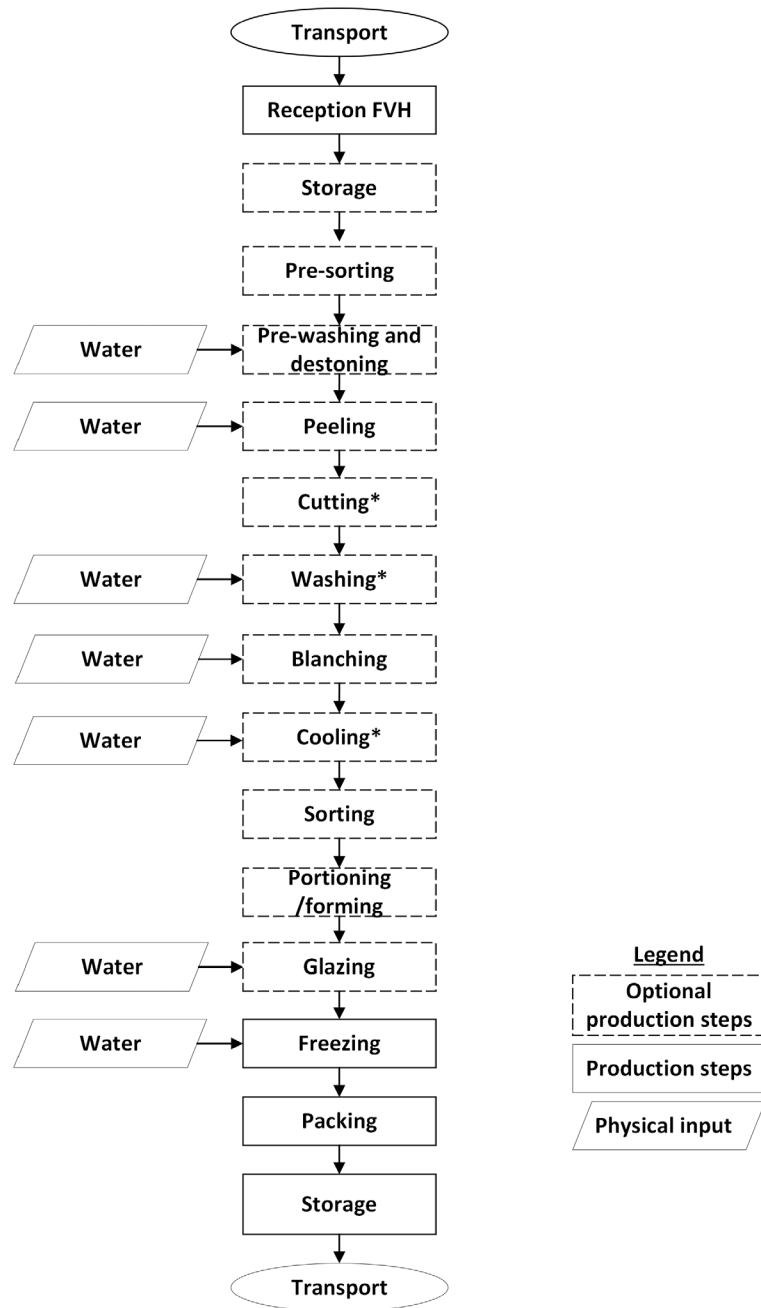 Transport
Reception FVH
Storage
Pre-sorting
Water
Pre-washing and
destoning
Water
Peeling
Cutting*
Water
Washing*
Water
Blanching
Water
Cooling*
Sorting
Portioning
/forming
Water
Glazing
Water
Freezing
Packing
Storage
Transport
Legend
Optional
production steps
Production steps
Physical input